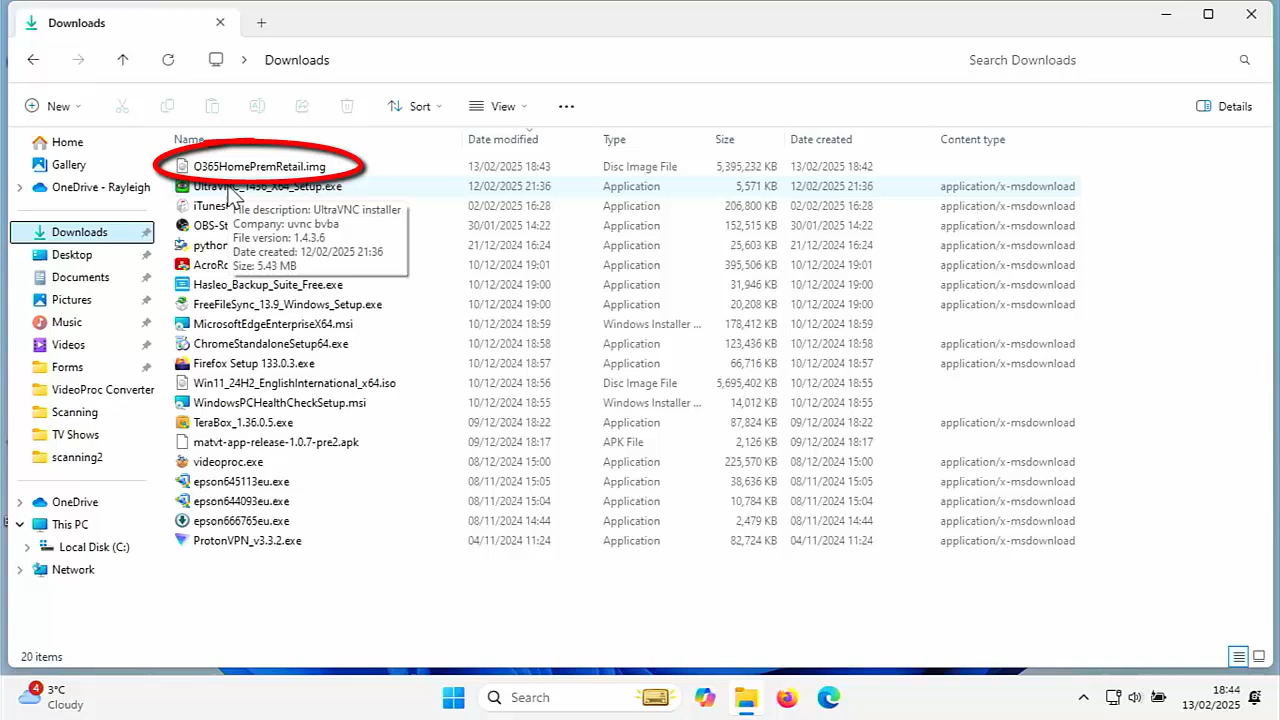 Downloads
Downloads
Search Downloads
New
Sort
View
Details
Home
Gallery
OneDrive - Rayleigh
Downloads
Desktop
Documents
Pictures
Music
Videos
Forms
VideoProc Converter
Scanning
TV Shows
scanning2
OneDrive
This PC
Local Disk (C:)
Network
Name Date modified Type Size Date created Content type
O365HomePremRetail.img 13/02/2025 18:43 Disc Image File 5,395,232 KB 13/02/2025 18:42
UltraVNC_1436_X64_Setup.exe 12/02/2025 21:36 Application 5,571 KB 12/02/2025 21:36 application/x-msdownload
iTunes 02/02/2025 16:28 Application 206,800 KB 02/02/2025 16:28 application/x-msdownload
OBS-St 30/01/2025 14:22 Application 152,515 KB 30/01/2025 14:22 application/x-msdownload
python 21/12/2024 16:24 Application 25,603 KB 21/12/2024 16:24 application/x-msdownload
AcroRo 10/12/2024 19:01 Application 395,506 KB 10/12/2024 19:01 application/x-msdownload
Hasleo_Backup_Suite_Free.exe 10/12/2024 19:00 Application 31,946 KB 10/12/2024 19:00 application/x-msdownload
FreeFileSync_13.9_Windows_Setup.exe 10/12/2024 19:00 Application 20,208 KB 10/12/2024 19:00 application/x-msdownload
MicrosoftEdgeEnterpriseX64.msi 10/12/2024 18:59 Windows Installer ... 178,412 KB 10/12/2024 18:59
ChromeStandaloneSetup64.exe 10/12/2024 18:58 Application 123,436 KB 10/12/2024 18:58 application/x-msdownload
Firefox Setup 133.0.3.exe 10/12/2024 18:57 Application 66,716 KB 10/12/2024 18:57 application/x-msdownload
Win11_24H2_EnglishInternational_x64.iso 10/12/2024 18:56 Disc Image File 5,695,402 KB 10/12/2024 18:55
WindowsPCHealthCheckSetup.msi 10/12/2024 18:55 Windows Installer ... 14,012 KB 10/12/2024 18:55
TeraBox_1.36.0.5.exe 09/12/2024 18:22 Application 87,824 KB 09/12/2024 18:22 application/x-msdownload
matvt-app-release-1.0.7-pre2.apk 09/12/2024 18:17 APK File 2,126 KB 09/12/2024 18:17
videoproc.exe 08/12/2024 15:00 Application 225,570 KB 08/12/2024 15:00 application/x-msdownload
epson645113eu.exe 08/11/2024 15:05 Application 38,636 KB 08/11/2024 15:05 application/x-msdownload
epson644093eu.exe 08/11/2024 15:04 Application 9,784 KB 08/11/2024 15:04 application/x-msdownload
epson666765eu.exe 08/11/2024 14:44 Application 2,479 KB 08/11/2024 14:44 application/x-msdownload
ProtonVPN_v3.3.2.exe 04/11/2024 11:24 Application 82,724 KB 04/11/2024 11:24 application/x-msdownload
File description: UltraVNC installer
Company: uvnc bvba
File version: 1.4.3.6
Date created: 12/02/2025 21:36
Size: 5.43 MB
20 items
4
3°C
Cloudy
Search
18:44
13/02/2025